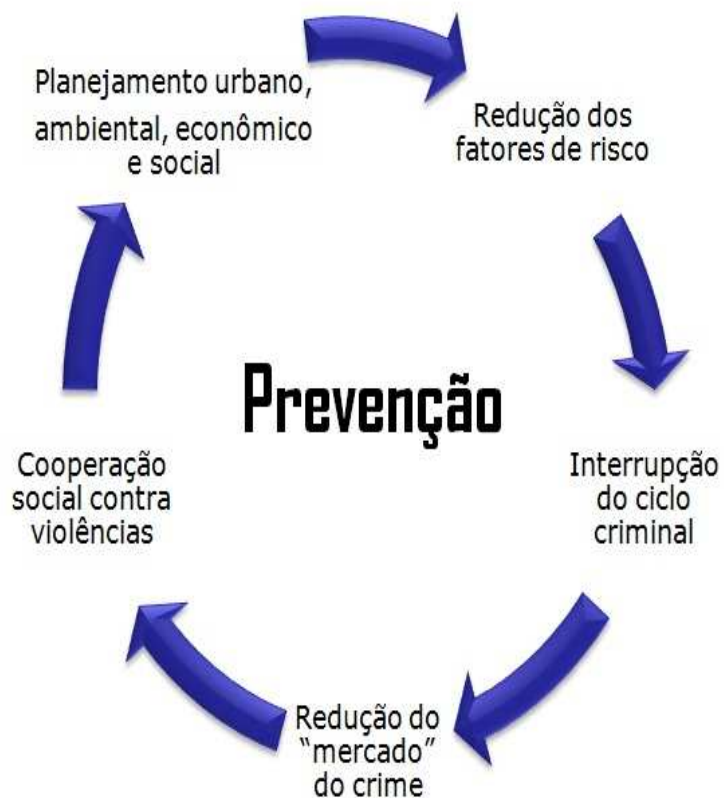 Planejamento urbano,
ambiental, econômico
e social
Redução dos
fatores de risco
Interrupção
do ciclo
criminal
Redução do
“mercado”
do crime
Cooperação
social contra
violências
Prevenção